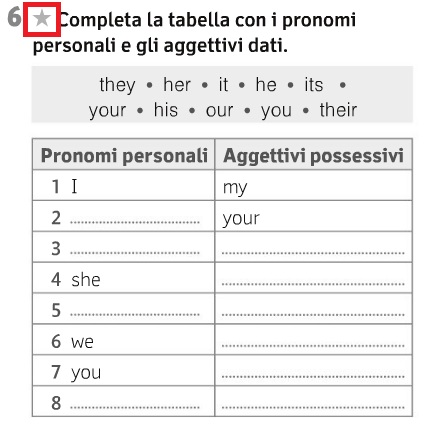 6 ★ Completa la tabella con i pronomi
personali e gli aggettivi dati.
they • her • it • he • its •
your • his • our • you • their
Pronomi personali Aggettivi possessivi
1 I my
2 ........................ your
3 ........................ ........................
4 she ........................
5 ........................ ........................
6 we ........................
7 you ........................
8 ........................ ........................